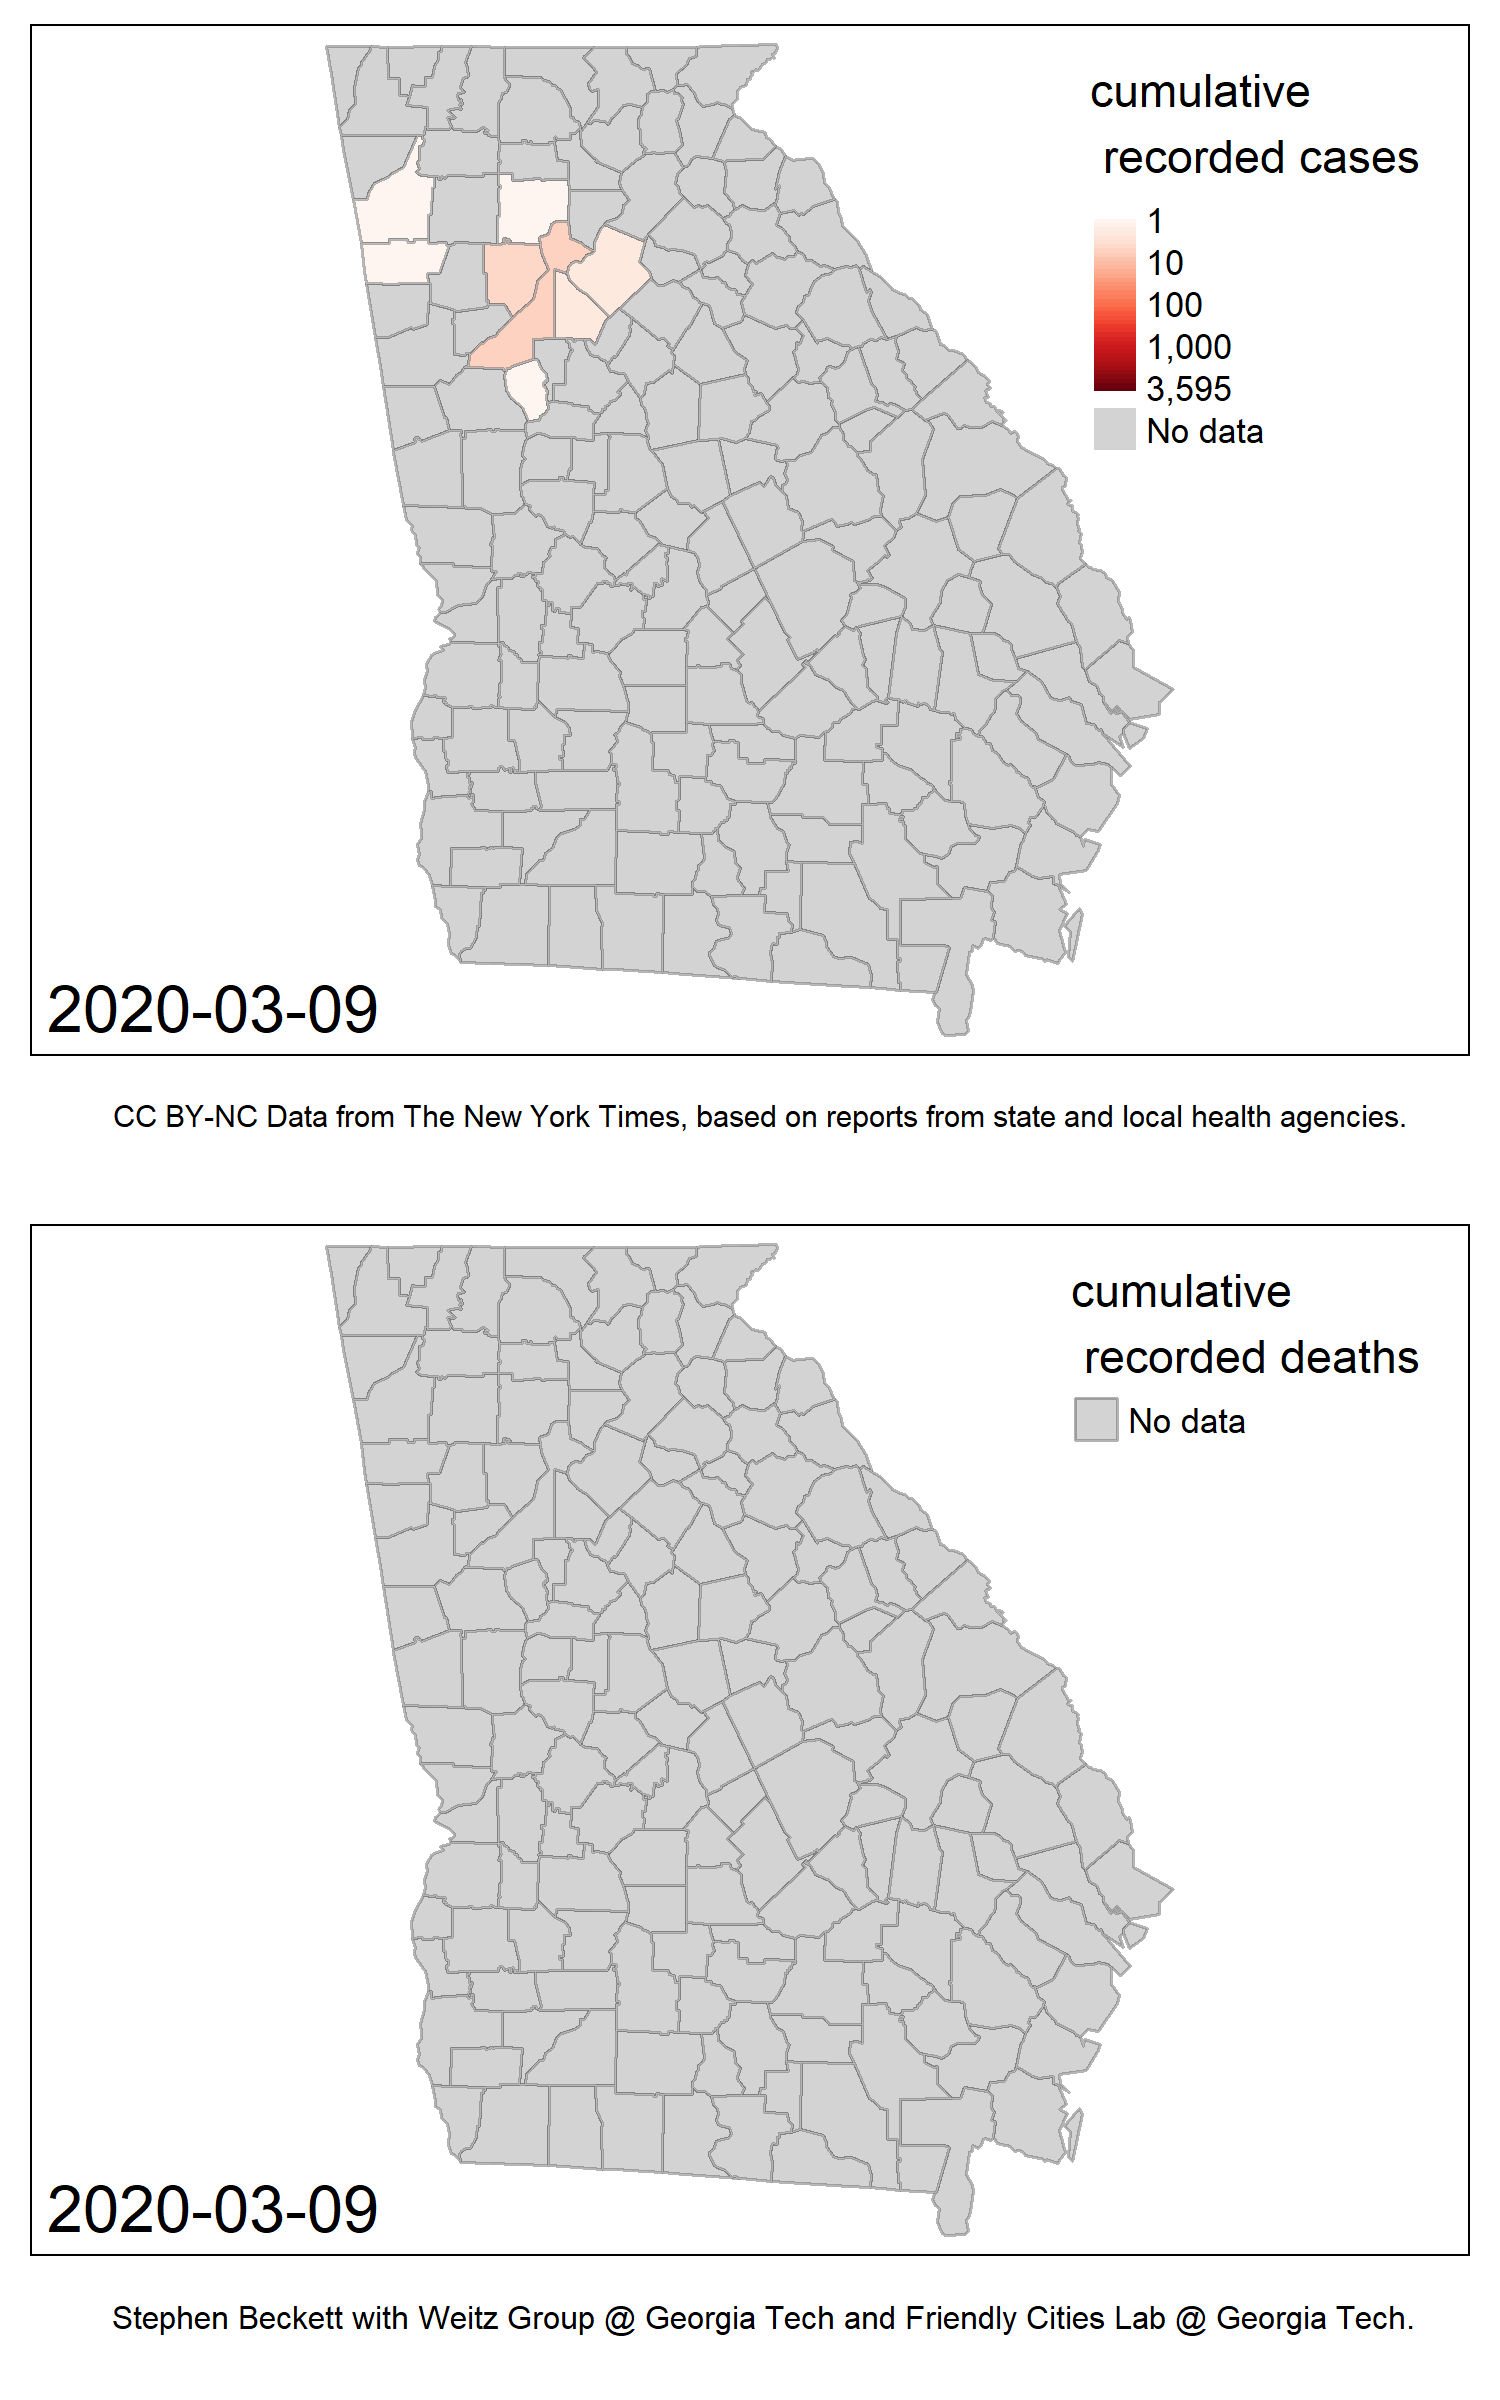 cumulative
recorded cases
1
10
100
1,000
3,595
No data
2020-03-09
CC BY-NC Data from The New York Times, based on reports from state and local health agencies.
cumulative
recorded deaths
No data
2020-03-09
Stephen Beckett with Weitz Group @ Georgia Tech and Friendly Cities Lab @ Georgia Tech.